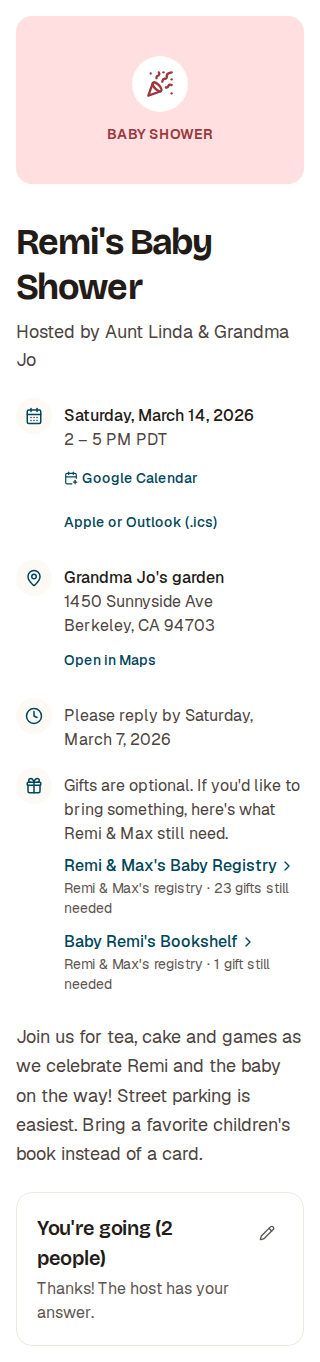 BABY SHOWER
Remi's Baby
Shower
Hosted by Aunt Linda & Grandma
Jo
Saturday, March 14, 2026
2 – 5 PM PDT
Google Calendar
Apple or Outlook (.ics)
Grandma Jo's garden
1450 Sunnyside Ave
Berkeley, CA 94703
Open in Maps
Please reply by Saturday,
March 7, 2026
Gifts are optional. If you'd like to
bring something, here's what
Remi & Max still need.
Remi & Max's Baby Registry
Remi & Max's registry · 23 gifts still
needed
Baby Remi's Bookshelf
Remi & Max's registry · 1 gift still
needed
Join us for tea, cake and games as
we celebrate Remi and the baby
on the way! Street parking is
easiest. Bring a favorite children's
book instead of a card.
You're going (2
people)
Thanks! The host has your
answer.